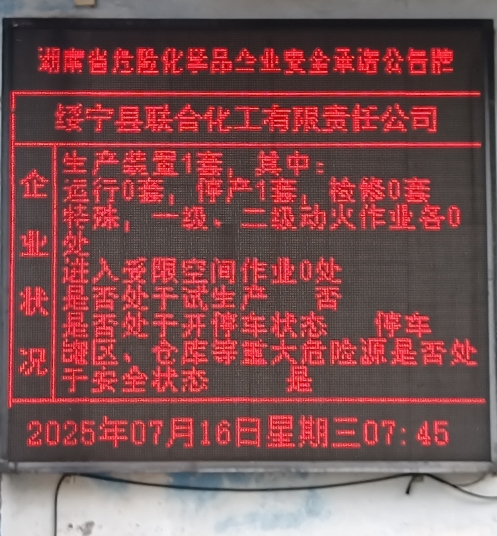 湖南省危险化学品企业安全承诺公告牌
绥宁县联合化工有限责任公司
企业状况
生产装置1套，其中：
运行0套，停产1套，检修0套
特殊，一级、二级动火作业各0
处
进入受限空间作业0处
是否处于试生产 否
是否处于开停车状态 停车
罐区、仓库等重大危险源是否处
于安全状态 是
2025年07月16日星期三07:45